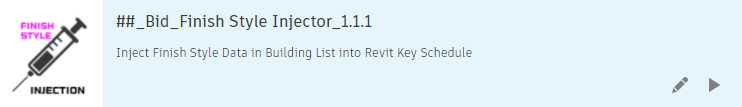 FINISH
STYLE
INJECTION
##_Bid_Finish Style Injector_1.1.1
Inject Finish Style Data in Building List into Revit Key Schedule